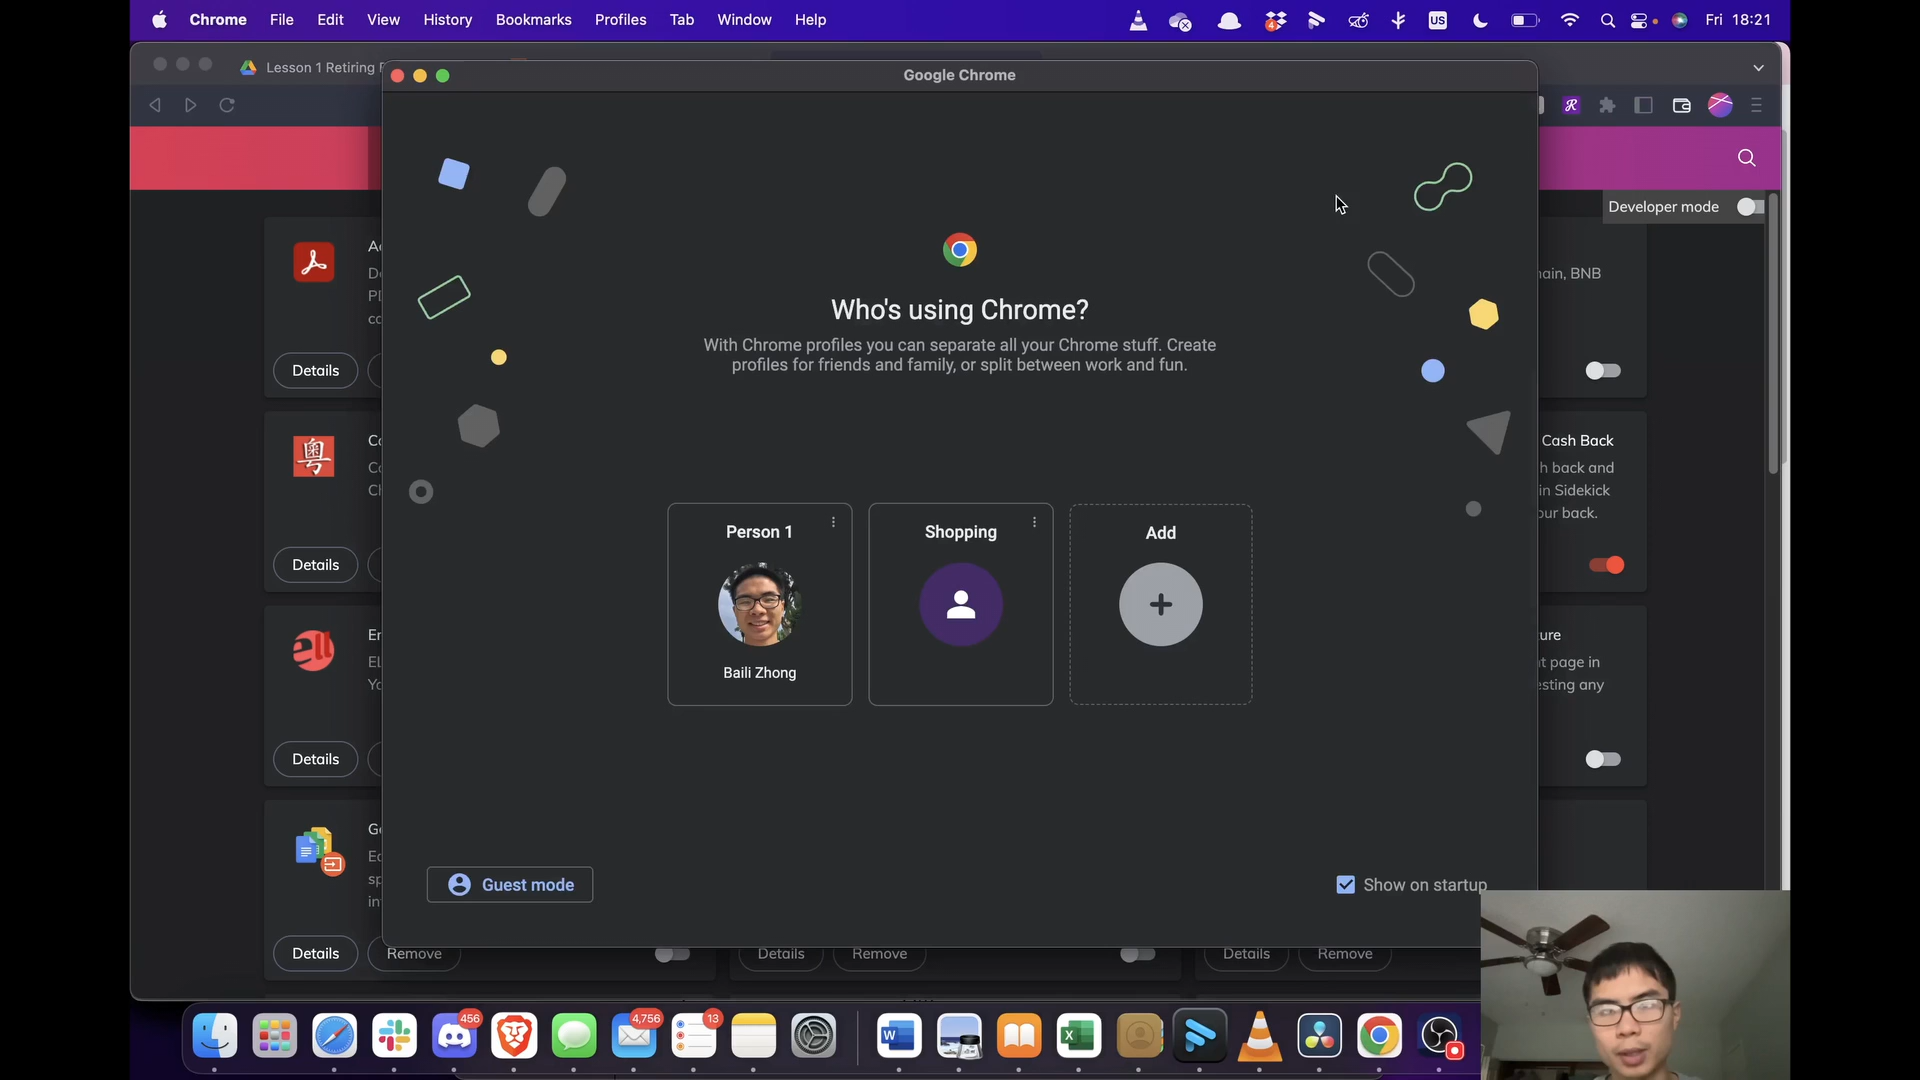 Chrome File Edit View History Bookmarks Profiles Tab Window Help
4 US Fri 18:21
Lesson 1 Retiring
Google Chrome
Developer mode
Who's using Chrome?
With Chrome profiles you can separate all your Chrome stuff. Create
profiles for friends and family, or split between work and fun.
Person 1
Baili Zhong
Shopping
Add
Guest mode
Show on startup
Details
粤
Details
Details
Details Remove
Details Remove
Details Remove
BNB
Cash Back
back and
in Sidekick
back.
page in
any
456
4,756
13
W
X